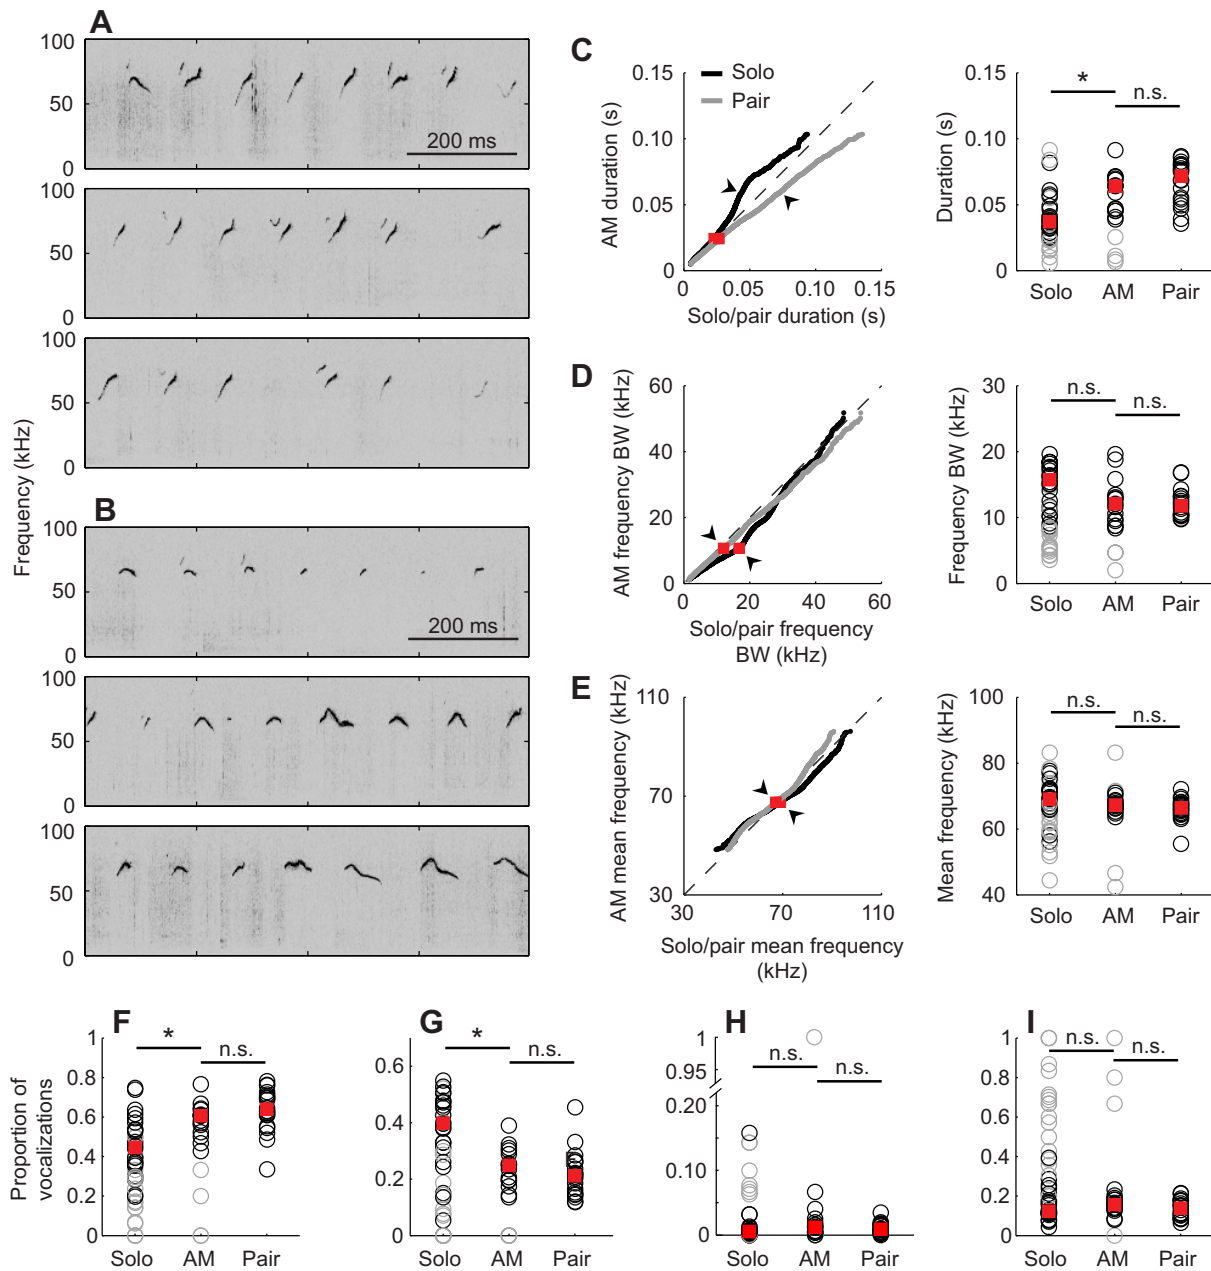 A
100
50
0
200 ms
100
50
0
100
50
0
Frequency (kHz)
B
100
50
0
200 ms
100
50
0
100
50
0
C
0.15
0.10
0.05
0
AM duration (s)
Solo
Pair
0
0.05
0.10
0.15
Solo/pair duration (s)
0.15
0.10
0.05
0
Duration (s)
*
n.s.
Solo
AM
Pair
D
60
40
20
0
AM frequency BW (kHz)
0
20
40
60
Solo/pair frequency
BW (kHz)
30
20
10
0
Frequency BW (kHz)
n.s.
n.s.
Solo
AM
Pair
E
110
70
30
AM mean frequency (kHz)
30
70
110
Solo/pair mean frequency
(kHz)
100
80
60
40
Mean frequency (kHz)
n.s.
n.s.
Solo
AM
Pair
F
1
0.8
0.6
0.4
0.2
0
Proportion of
vocalizations
*
n.s.
Solo
AM
Pair
G
0.6
0.4
0.2
0
*
n.s.
Solo
AM
Pair
H
1
0.95
0.20
0.10
0
n.s.
n.s.
Solo
AM
Pair
I
1
0.8
0.6
0.4
0.2
0
n.s.
n.s.
Solo
AM
Pair